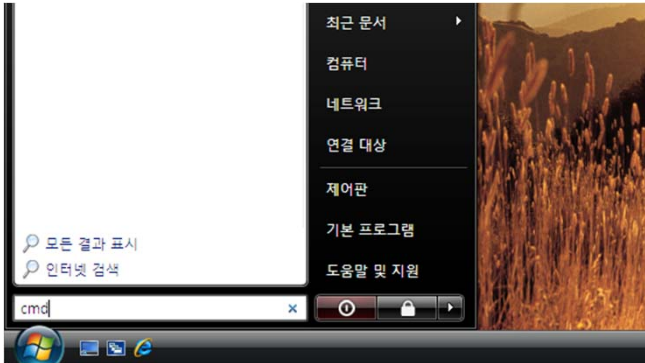 최근 문서
컴퓨터
네트워크
연결 대상
제어판
기본 프로그램
도움말 및 지원
모든 결과 표시
인터넷 검색
cmd